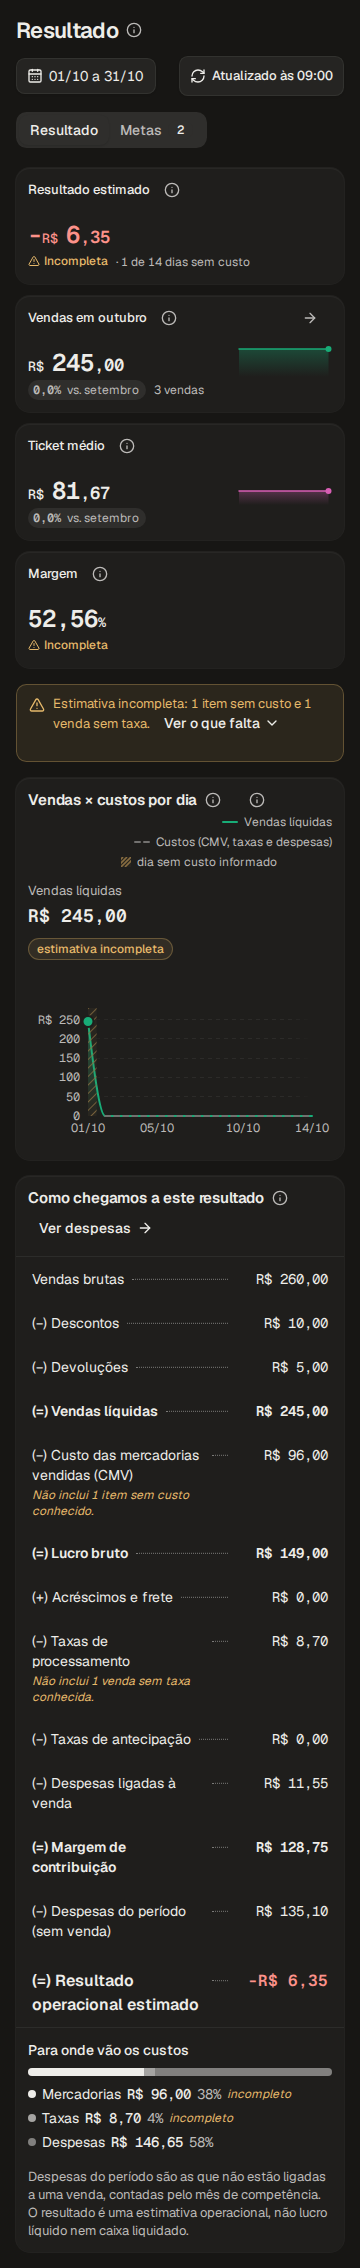 Resultado
01/10 a 31/10
Atualizado às 09:00
Resultado Metas 2
Resultado estimado
-R$ 6,35
Incompleta · 1 de 14 dias sem custo
Vendas em outubro
R$ 245,00
0,0% vs. setembro 3 vendas
Ticket médio
R$ 81,67
0,0% vs. setembro
Margem
52,56%
Incompleta
Estimativa incompleta: 1 item sem custo e 1
venda sem taxa. Ver o que falta
Vendas × custos por dia
Vendas líquidas
Custos (CMV, taxas e despesas)
dia sem custo informado
Vendas líquidas
R$ 245,00
estimativa incompleta
R$ 250
200
150
100
50
0
01/10 05/10 10/10 14/10
Como chegamos a este resultado
Ver despesas
Vendas brutas R$ 260,00
(−) Descontos R$ 10,00
(−) Devoluções R$ 5,00
(=) Vendas líquidas R$ 245,00
(−) Custo das mercadorias R$ 96,00
vendidas (CMV)
Não inclui 1 item sem custo
conhecido.
(=) Lucro bruto R$ 149,00
(+) Acréscimos e frete R$ 0,00
(−) Taxas de R$ 8,70
processamento
Não inclui 1 venda sem taxa
conhecida.
(−) Taxas de antecipação R$ 0,00
(−) Despesas ligadas à R$ 11,55
venda
(=) Margem de R$ 128,75
contribuição
(−) Despesas do período R$ 135,10
(sem venda)
(=) Resultado -R$ 6,35
operacional estimado
Para onde vão os custos
Mercadorias R$ 96,00 38% incompleto
Taxas R$ 8,70 4% incompleto
Despesas R$ 146,65 58%
Despesas do período são as que não estão ligadas
a uma venda, contadas pelo mês de competência.
O resultado é uma estimativa operacional, não lucro
líquido nem caixa liquidado.